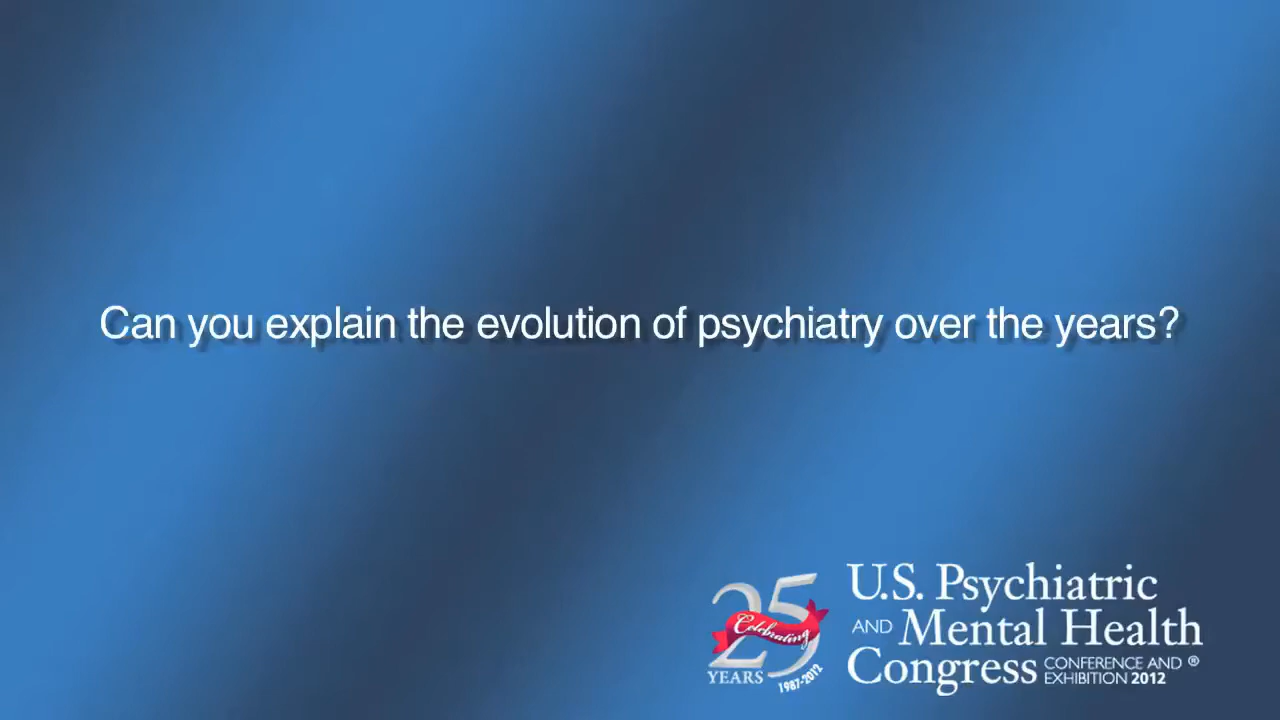 Can you explain the evolution of psychiatry over the years?
25
Celebrating
YEARS
1987-2012
U.S. Psychiatric
AND Mental Health
Congress CONFERENCE AND ®
EXHIBITION 2012